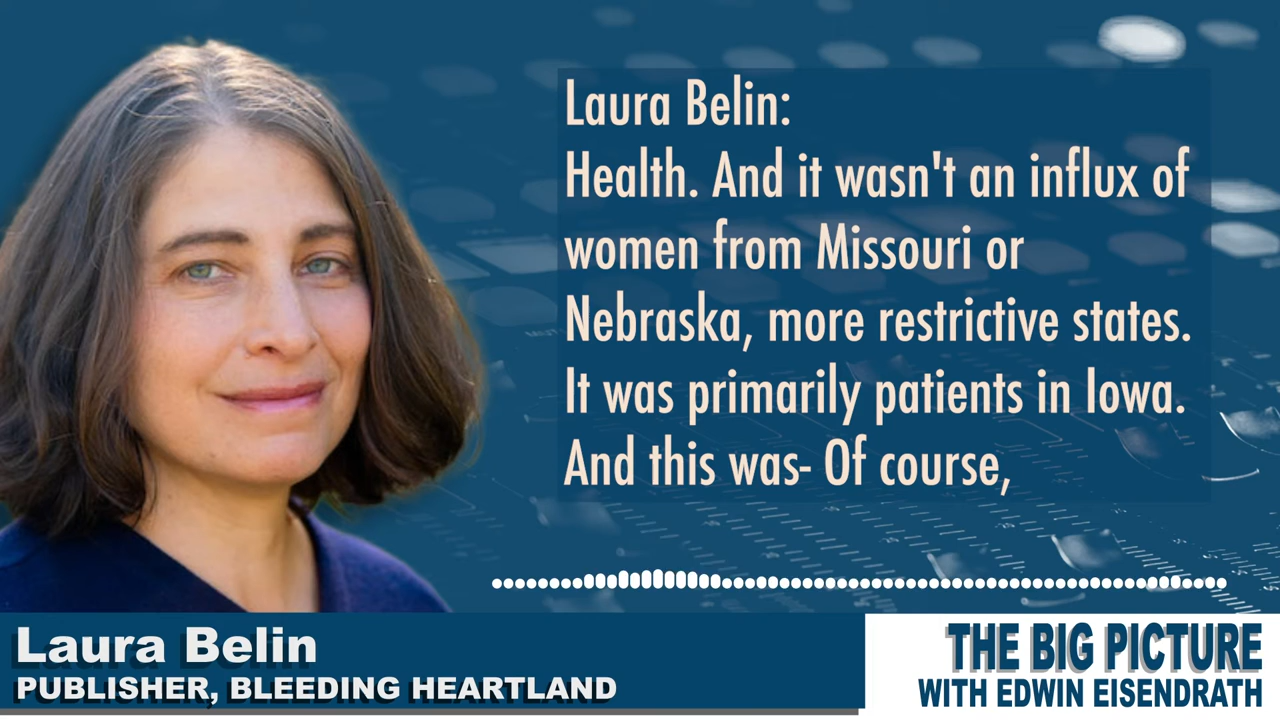 Laura Belin:
Health. And it wasn't an influx of
women from Missouri or
Nebraska, more restrictive states.
It was primarily patients in Iowa.
And this was- Of course,
Laura Belin
PUBLISHER, BLEEDING HEARTLAND
THE BIG PICTURE
WITH EDWIN EISENDRATH